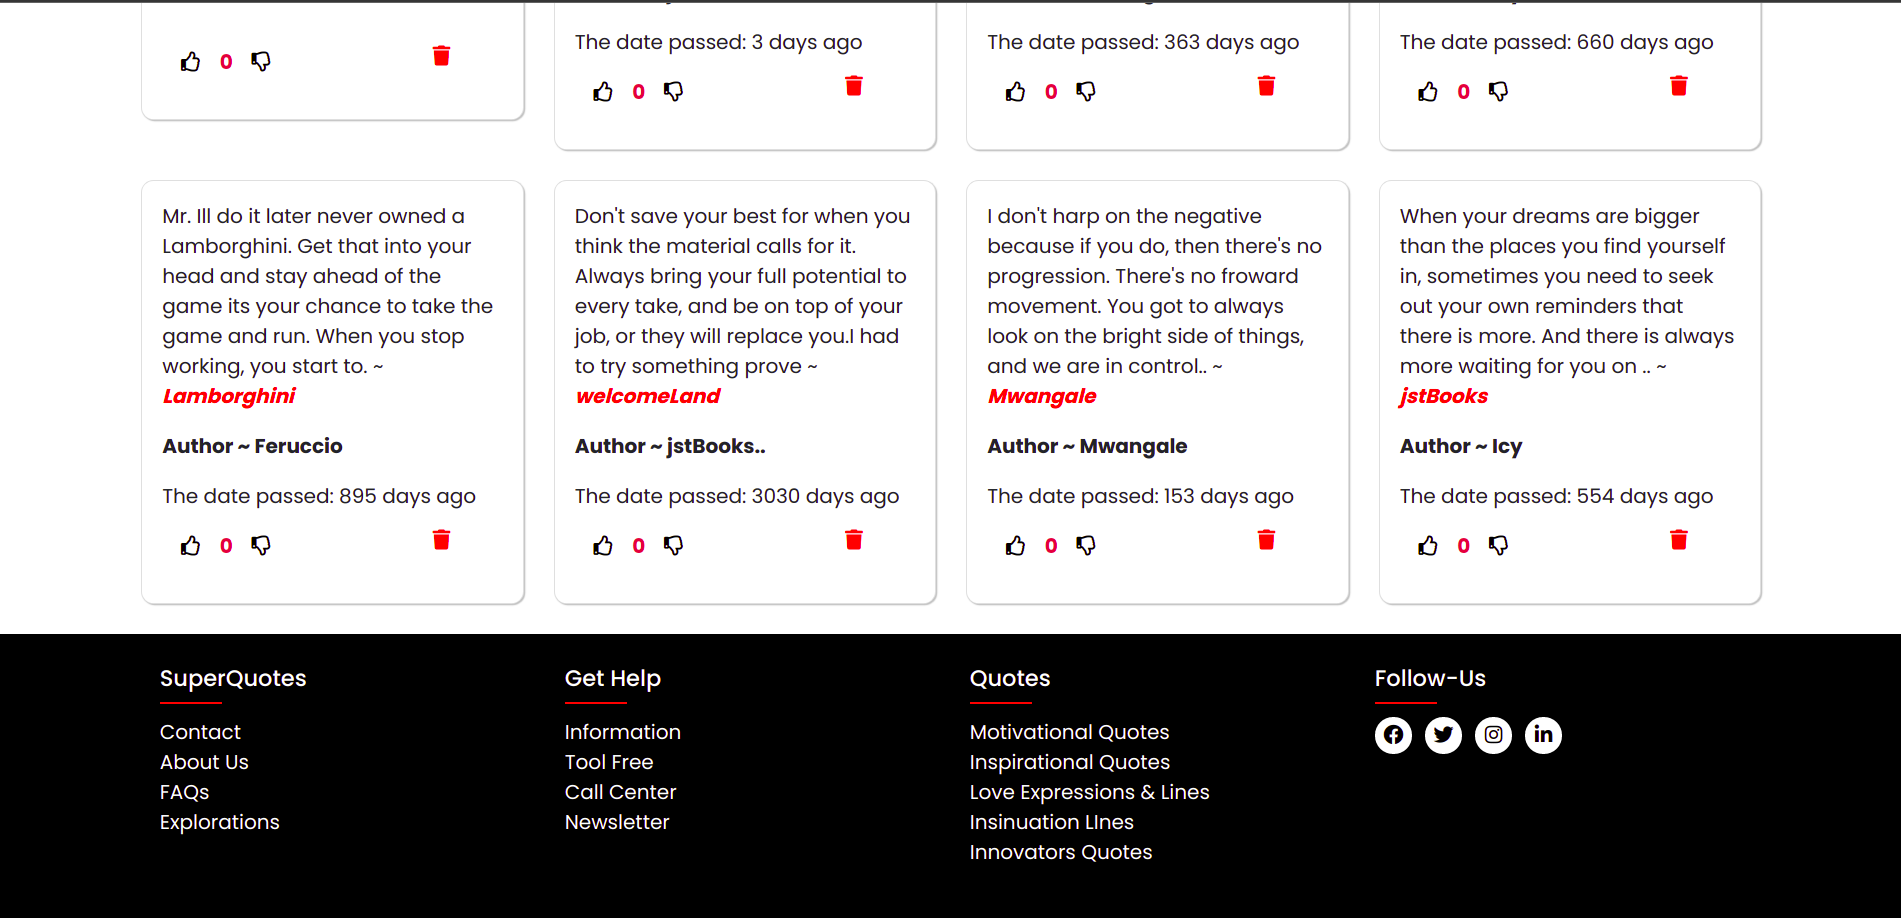 The date passed: 3 days ago
The date passed: 363 days ago
The date passed: 660 days ago
0
0
0
0
Mr. Ill do it later never owned a
Lamborghini. Get that into your
head and stay ahead of the
game its your chance to take the
game and run. When you stop
working, you start to. ~
Lamborghini
Author ~ Feruccio
The date passed: 895 days ago
0
Don't save your best for when you
think the material calls for it.
Always bring your full potential to
every take, and be on top of your
job, or they will replace you.I had
to try something prove ~
welcomeLand
Author ~ jstBooks..
The date passed: 3030 days ago
0
I don't harp on the negative
because if you do, then there's no
progression. There's no froward
movement. You got to always
look on the bright side of things,
and we are in control.. ~
Mwangale
Author ~ Mwangale
The date passed: 153 days ago
0
When your dreams are bigger
than the places you find yourself
in, sometimes you need to seek
out your own reminders that
there is more. And there is always
more waiting for you on .. ~
jstBooks
Author ~ Icy
The date passed: 554 days ago
0
SuperQuotes
Contact
About Us
FAQs
Explorations
Get Help
Information
Tool Free
Call Center
Newsletter
Quotes
Motivational Quotes
Inspirational Quotes
Love Expressions & Lines
Insinuation LInes
Innovators Quotes
Follow-Us